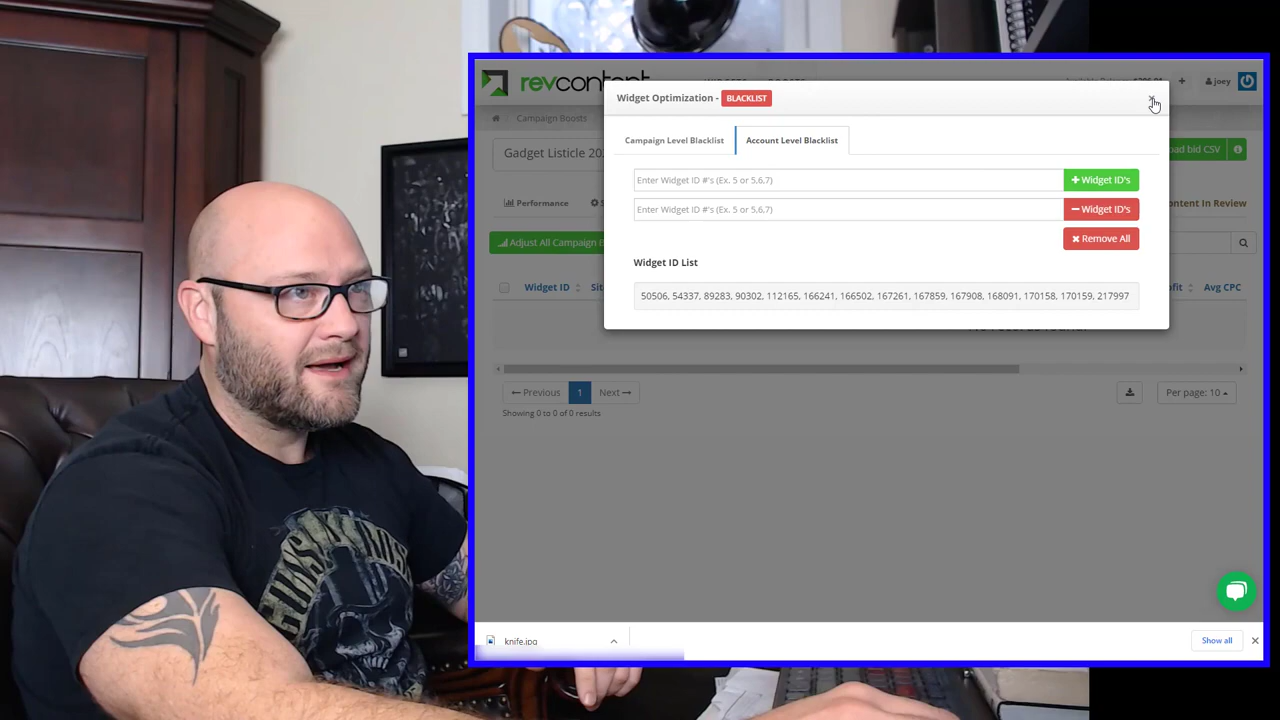 revcontent
joey
Widget Optimization - BLACKLIST
Campaign Boosts
Campaign Level Blacklist
Account Level Blacklist
Gadget Listicle 20
bid CSV
Enter Widget ID #'s (Ex. 5 or 5,6,7)
+ Widget ID's
Performance
Enter Widget ID #'s (Ex. 5 or 5,6,7)
− Widget ID's
ontent In Review
Adjust All Campaign B
✖ Remove All
Widget ID List
Widget ID
Avg CPC
50506, 54337, 89283, 90302, 112165, 166241, 166502, 167261, 167859, 167908, 168091, 170158, 170159, 217997
← Previous
1
Next →
Per page: 10
Showing 0 to 0 of 0 results
GUNS N ROSES
knife.jpg
Show all